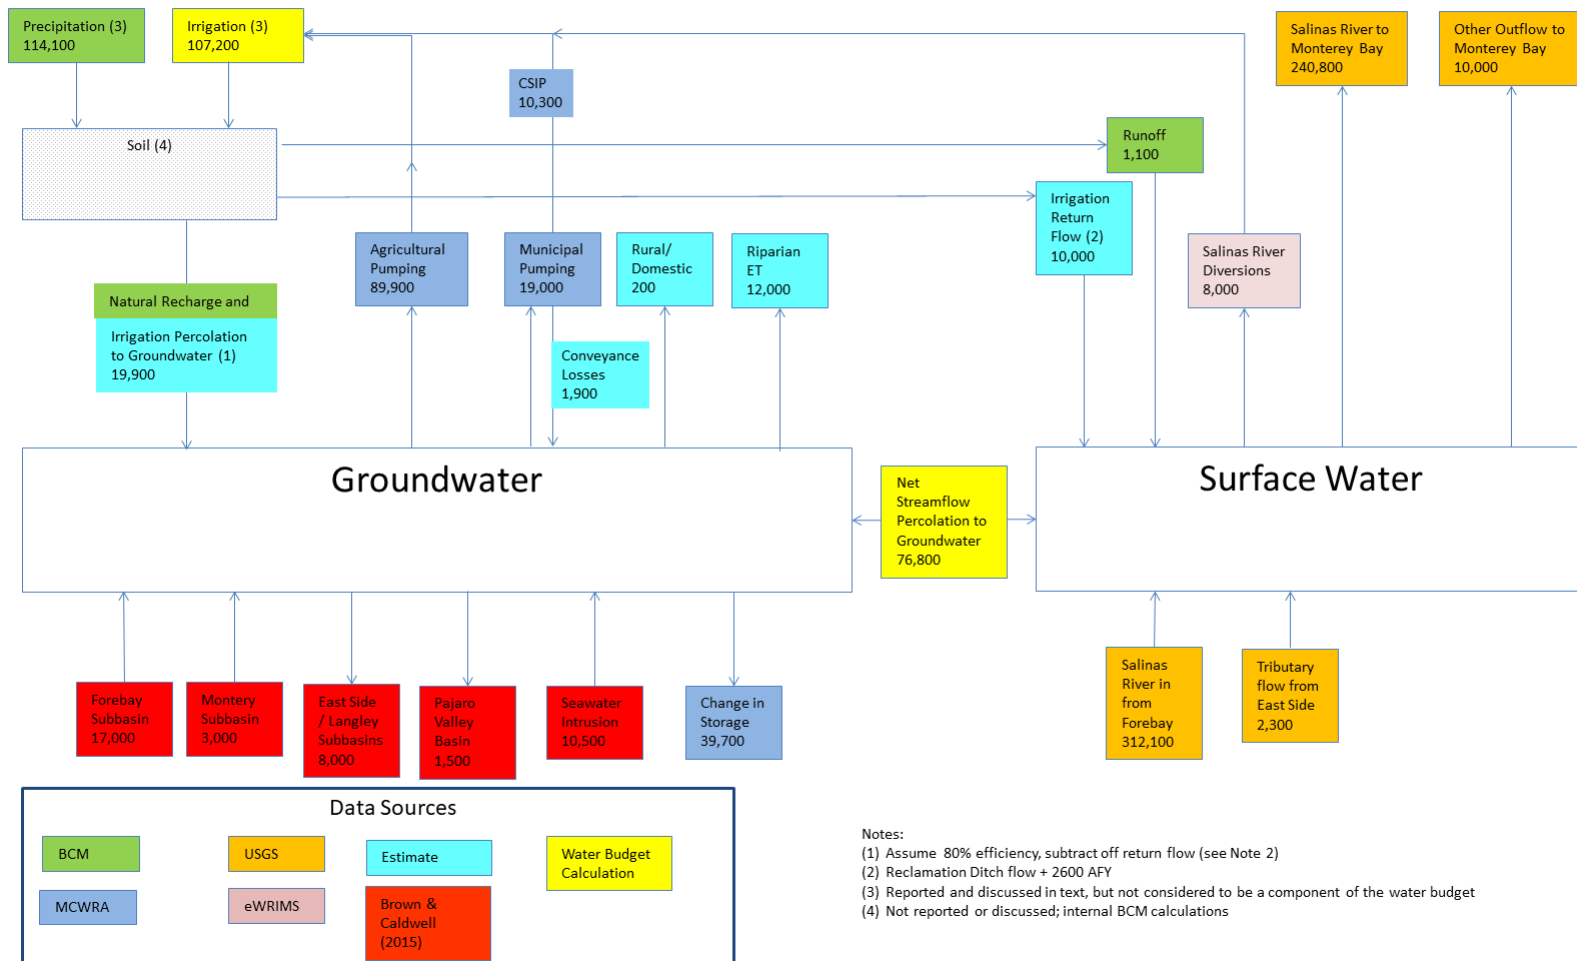 Precipitation (3)
114,100
Irrigation (3)
107,200
Salinas River to
Monterey Bay
240,800
Other Outflow to
Monterey Bay
10,000
CSIP
10,300
Soil (4)
Runoff
1,100
Irrigation
Return
Flow (2)
10,000
Agricultural
Pumping
89,900
Municipal
Pumping
19,000
Rural/
Domestic
200
Riparian
ET
12,000
Salinas River
Diversions
8,000
Natural Recharge and
Irrigation Percolation
to Groundwater (1)
19,900
Conveyance
Losses
1,900
Groundwater
Net
Streamflow
Percolation to
Groundwater
76,800
Surface Water
Forebay
Subbasin
17,000
Montery
Subbasin
3,000
East Side
/ Langley
Subbasins
8,000
Pajaro
Valley
Basin
1,500
Seawater
Intrusion
10,500
Change in
Storage
39,700
Salinas
River in
from
Forebay
312,100
Tributary
flow from
East Side
2,300
Data Sources
BCM
USGS
Estimate
Water Budget
Calculation
MCWRA
eWRIMS
Brown &
Caldwell
(2015)
Notes:
(1) Assume 80% efficiency, subtract off return flow (see Note 2)
(2) Reclamation Ditch flow + 2600 AFY
(3) Reported and discussed in text, but not considered to be a component of the water budget
(4) Not reported or discussed; internal BCM calculations